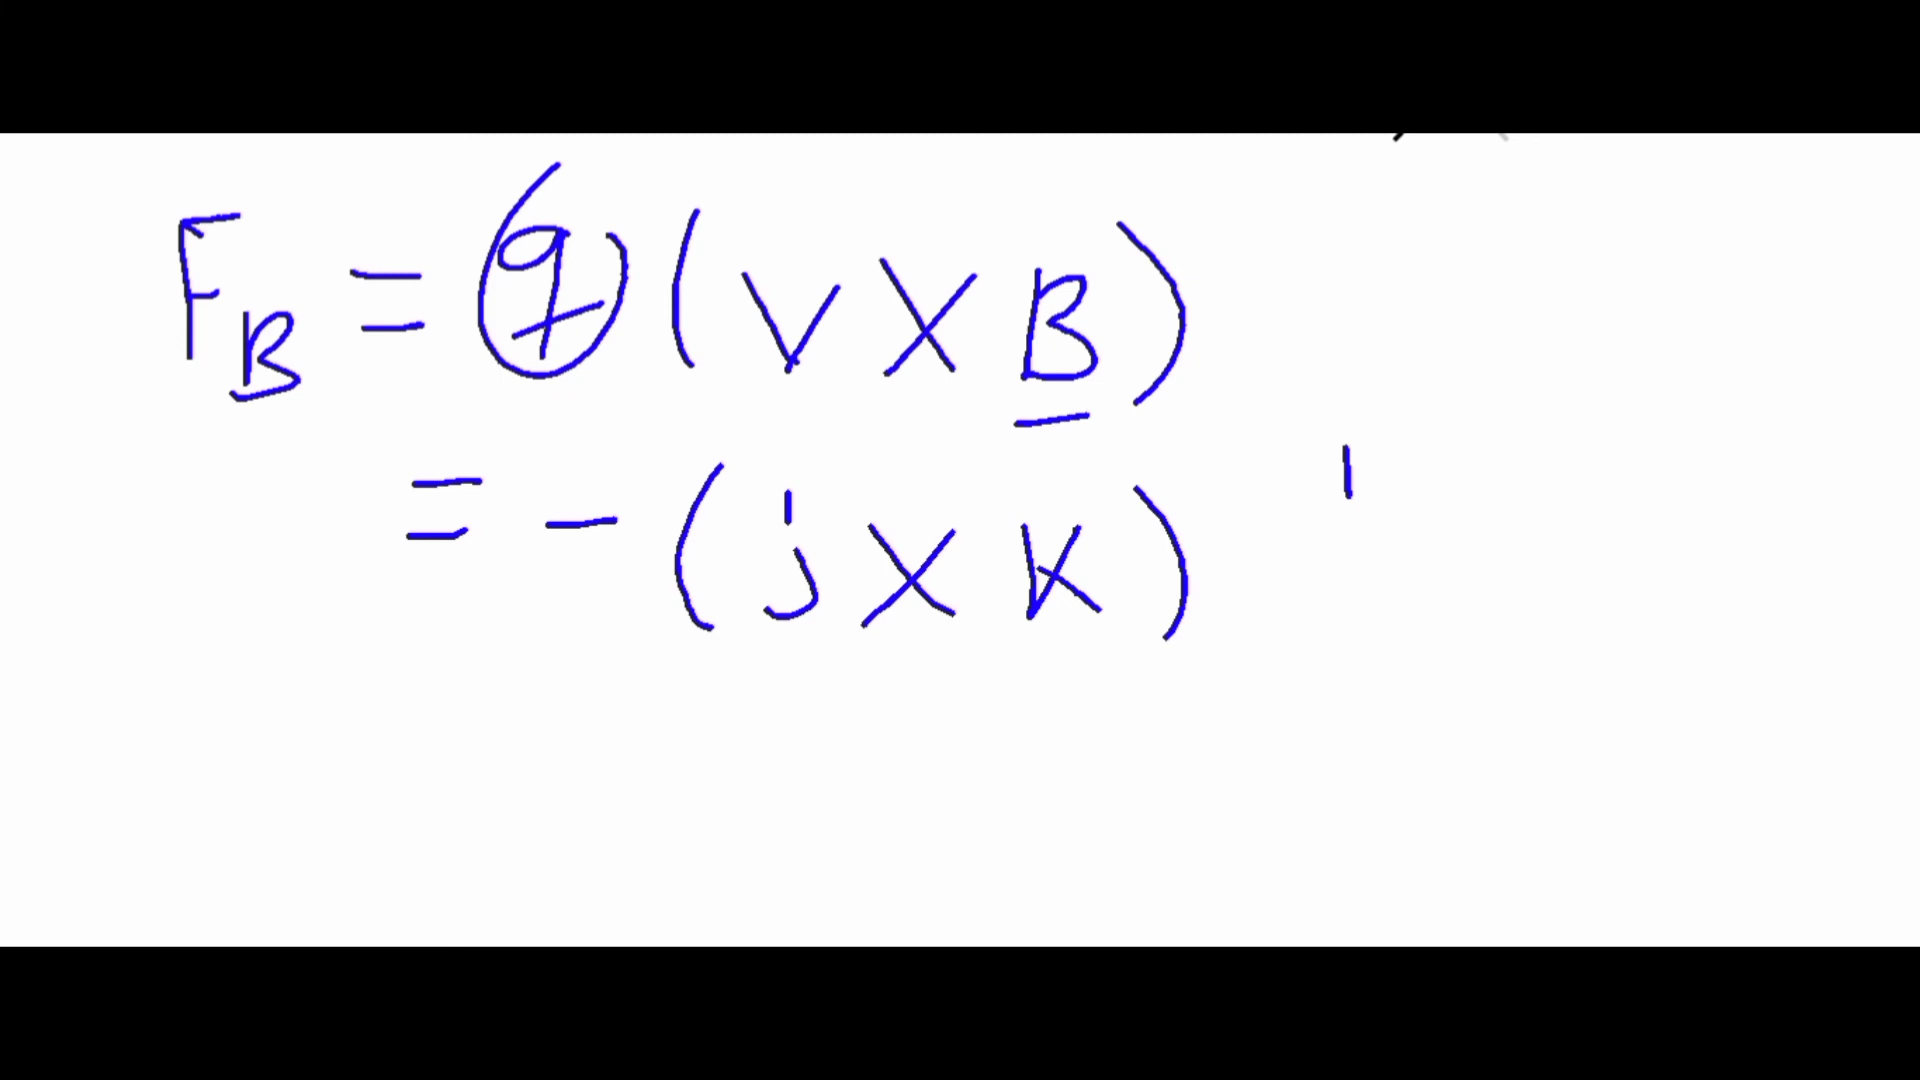 F_B = q (v × B)
= - (j × k) ı